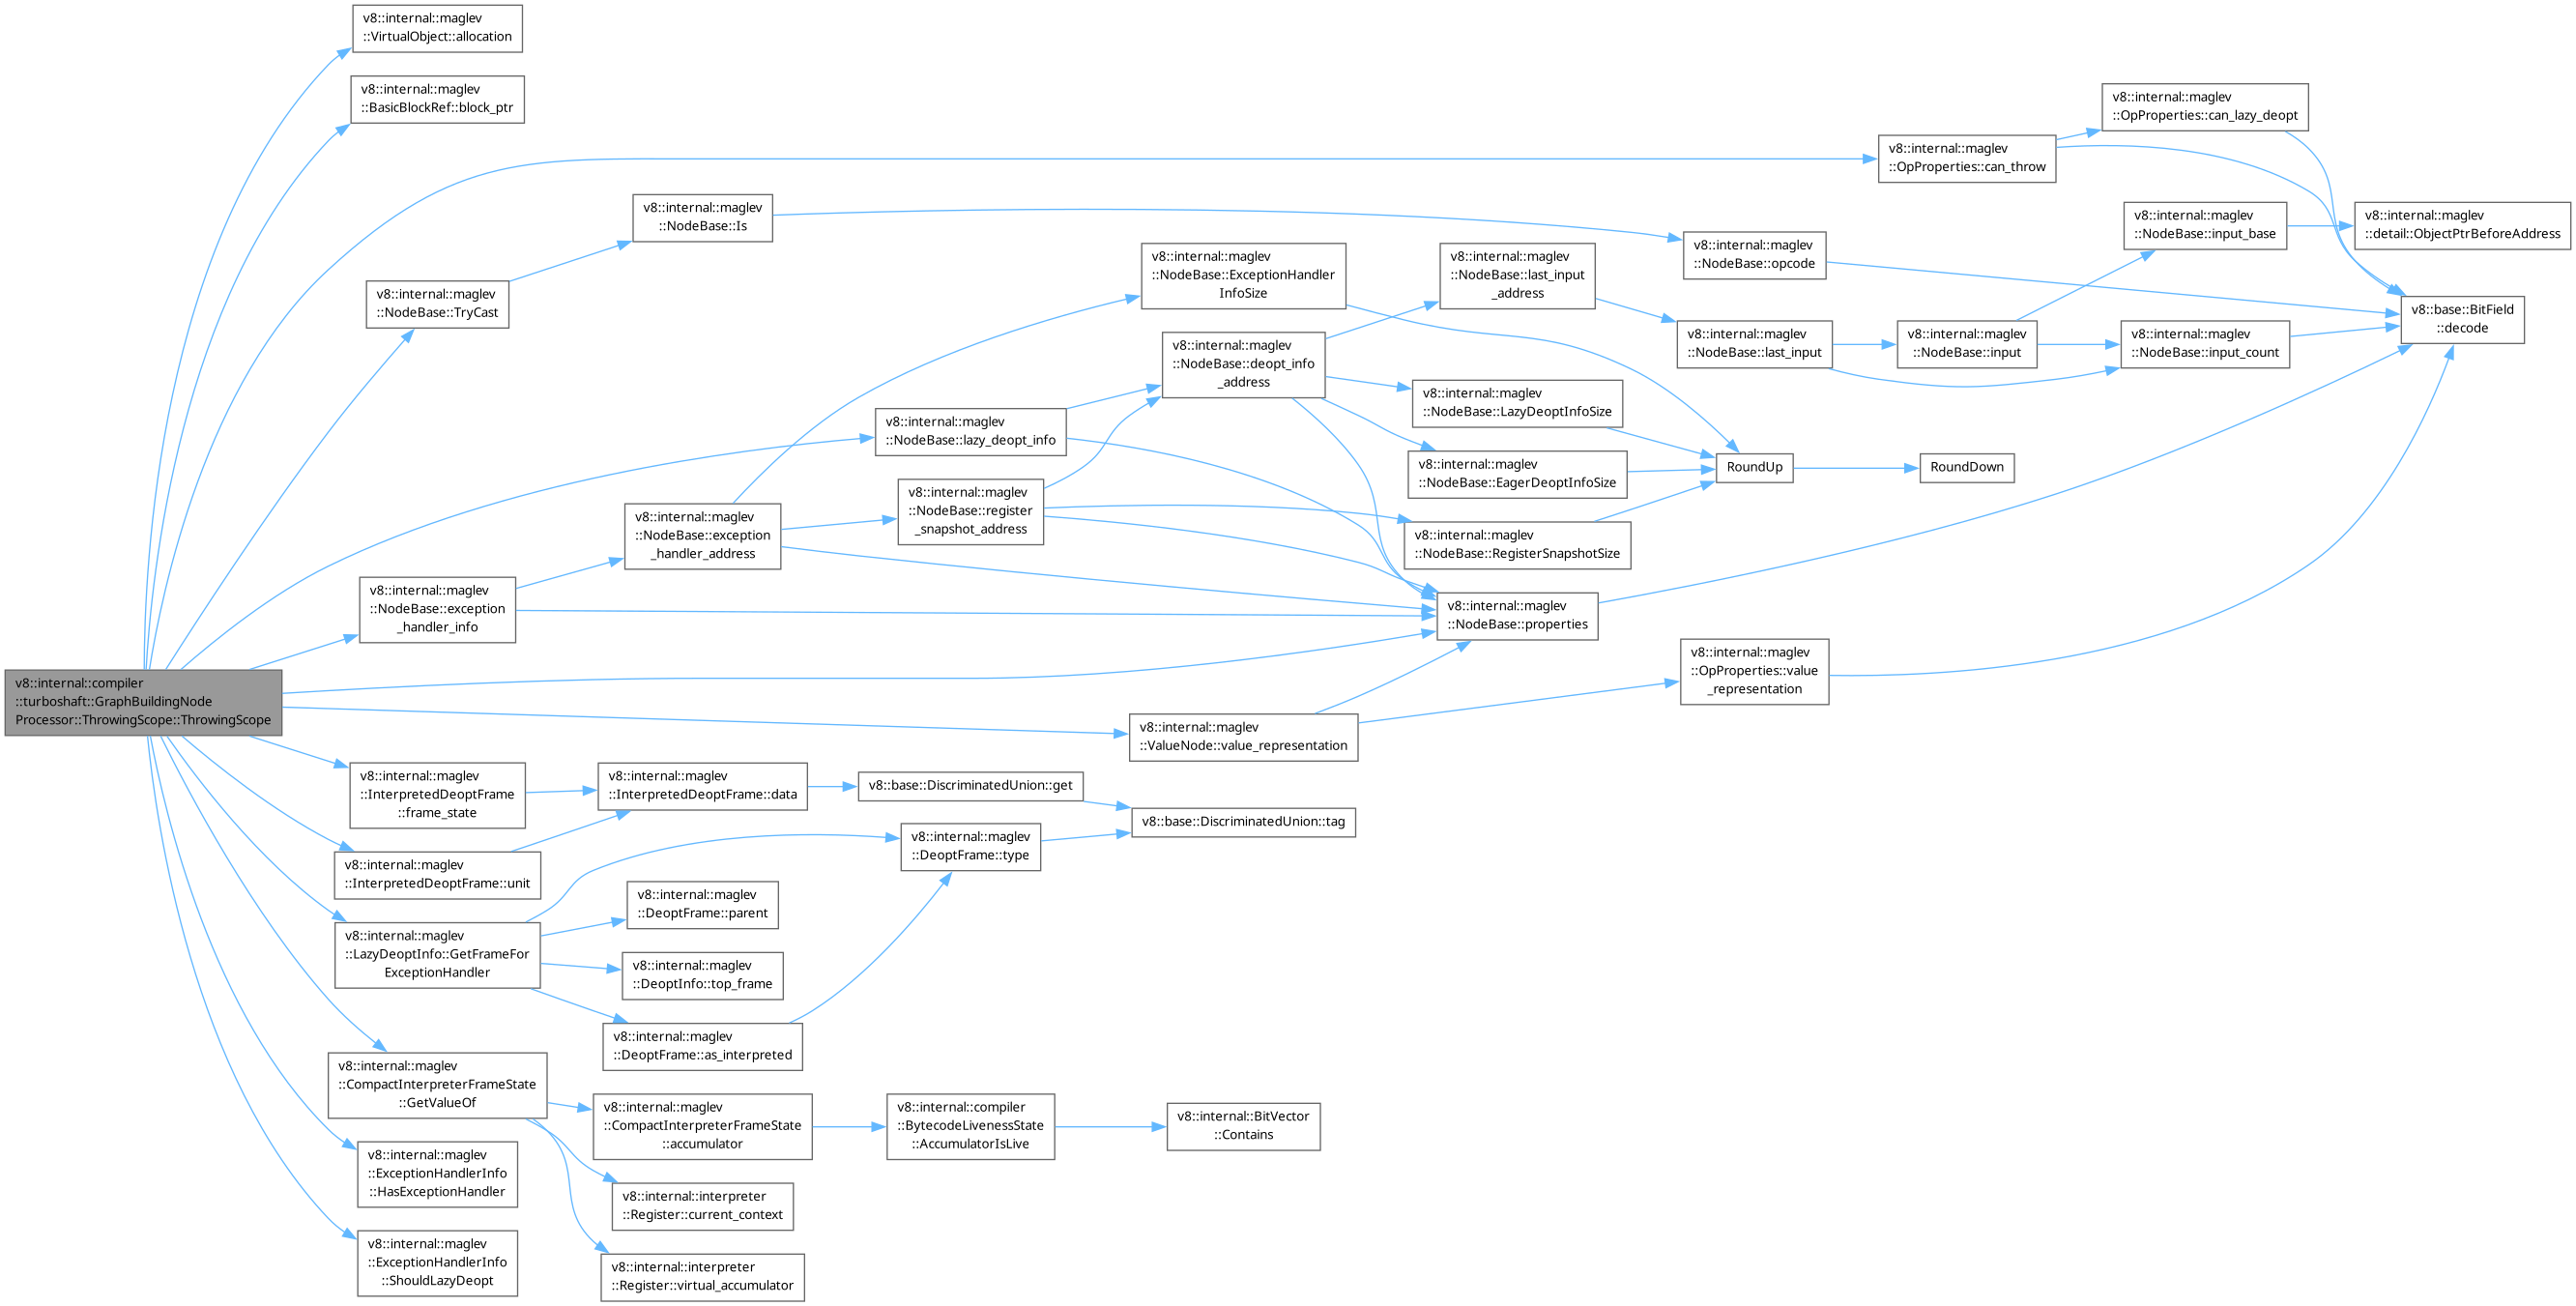 v8::internal::maglev
::VirtualObject::allocation
v8::internal::maglev
::BasicBlockRef::block_ptr
v8::internal::maglev
::OpProperties::can_lazy_deopt
v8::internal::maglev
::OpProperties::can_throw
v8::internal::maglev
::NodeBase::Is
v8::internal::maglev
::NodeBase::input_base
v8::internal::maglev
::detail::ObjectPtrBeforeAddress
v8::internal::maglev
::NodeBase::opcode
v8::internal::maglev
::NodeBase::ExceptionHandler
InfoSize
v8::internal::maglev
::NodeBase::last_input
_address
v8::internal::maglev
::NodeBase::TryCast
v8::base::BitField
::decode
v8::internal::maglev
::NodeBase::last_input
v8::internal::maglev
::NodeBase::input
v8::internal::maglev
::NodeBase::input_count
v8::internal::maglev
::NodeBase::deopt_info
_address
v8::internal::maglev
::NodeBase::LazyDeoptInfoSize
v8::internal::maglev
::NodeBase::lazy_deopt_info
v8::internal::maglev
::NodeBase::EagerDeoptInfoSize
RoundUp
RoundDown
v8::internal::maglev
::NodeBase::register
_snapshot_address
v8::internal::maglev
::NodeBase::exception
_handler_address
v8::internal::maglev
::NodeBase::RegisterSnapshotSize
v8::internal::maglev
::NodeBase::exception
_handler_info
v8::internal::maglev
::NodeBase::properties
v8::internal::maglev
::OpProperties::value
_representation
v8::internal::compiler
::turboshaft::GraphBuildingNode
Processor::ThrowingScope::ThrowingScope
v8::internal::maglev
::ValueNode::value_representation
v8::internal::maglev
::InterpretedDeoptFrame
::frame_state
v8::internal::maglev
::InterpretedDeoptFrame::data
v8::base::DiscriminatedUnion::get
v8::base::DiscriminatedUnion::tag
v8::internal::maglev
::DeoptFrame::type
v8::internal::maglev
::InterpretedDeoptFrame::unit
v8::internal::maglev
::DeoptFrame::parent
v8::internal::maglev
::LazyDeoptInfo::GetFrameFor
ExceptionHandler
v8::internal::maglev
::DeoptInfo::top_frame
v8::internal::maglev
::DeoptFrame::as_interpreted
v8::internal::maglev
::CompactInterpreterFrameState
::GetValueOf
v8::internal::maglev
::CompactInterpreterFrameState
::accumulator
v8::internal::compiler
::BytecodeLivenessState
::AccumulatorIsLive
v8::internal::BitVector
::Contains
v8::internal::maglev
::ExceptionHandlerInfo
::HasExceptionHandler
v8::internal::interpreter
::Register::current_context
v8::internal::maglev
::ExceptionHandlerInfo
::ShouldLazyDeopt
v8::internal::interpreter
::Register::virtual_accumulator